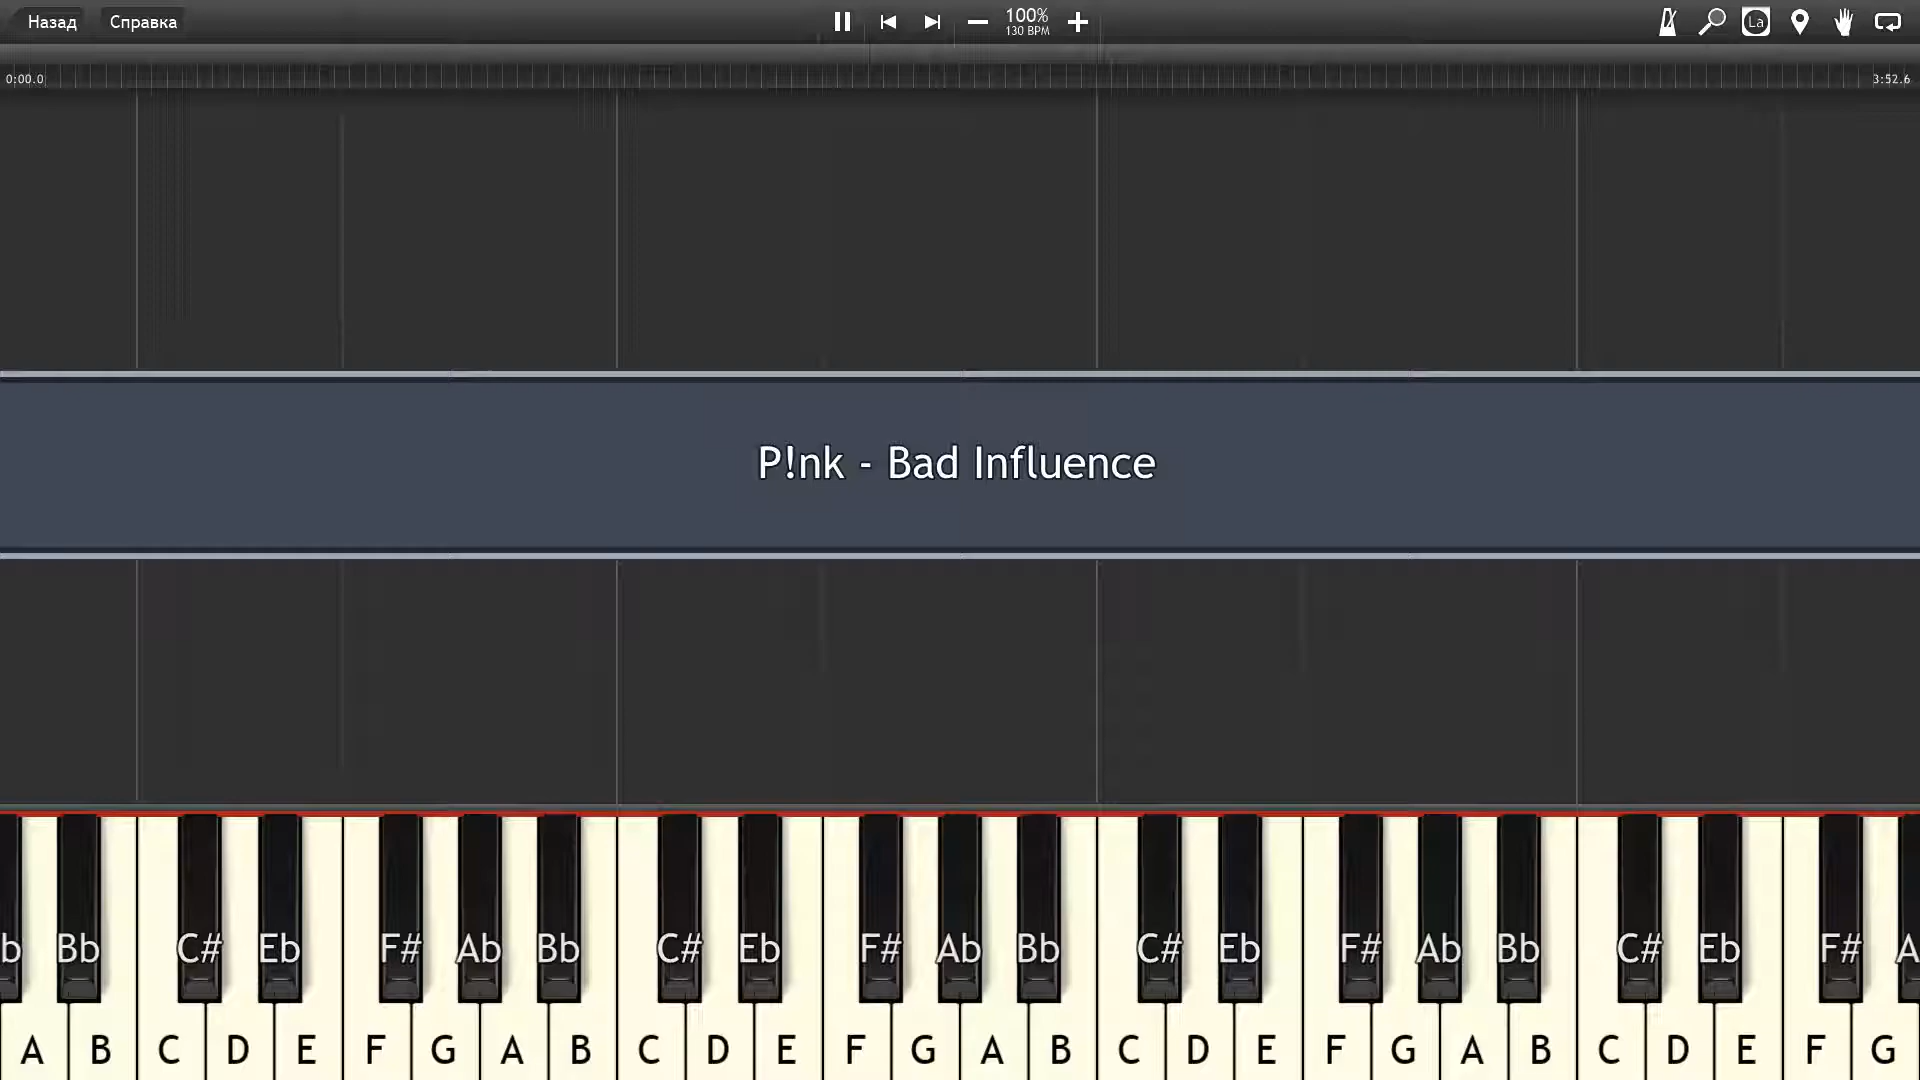 Назад Справка 100%
130 BPM
La
0:00.0 3:52.6
P!nk - Bad Influence
b Bb C# Eb F# Ab Bb C# Eb F# Ab Bb C# Eb F# Ab Bb C# Eb F# A
A B C D E F G A B C D E F G A B C D E F G A B C D E F G